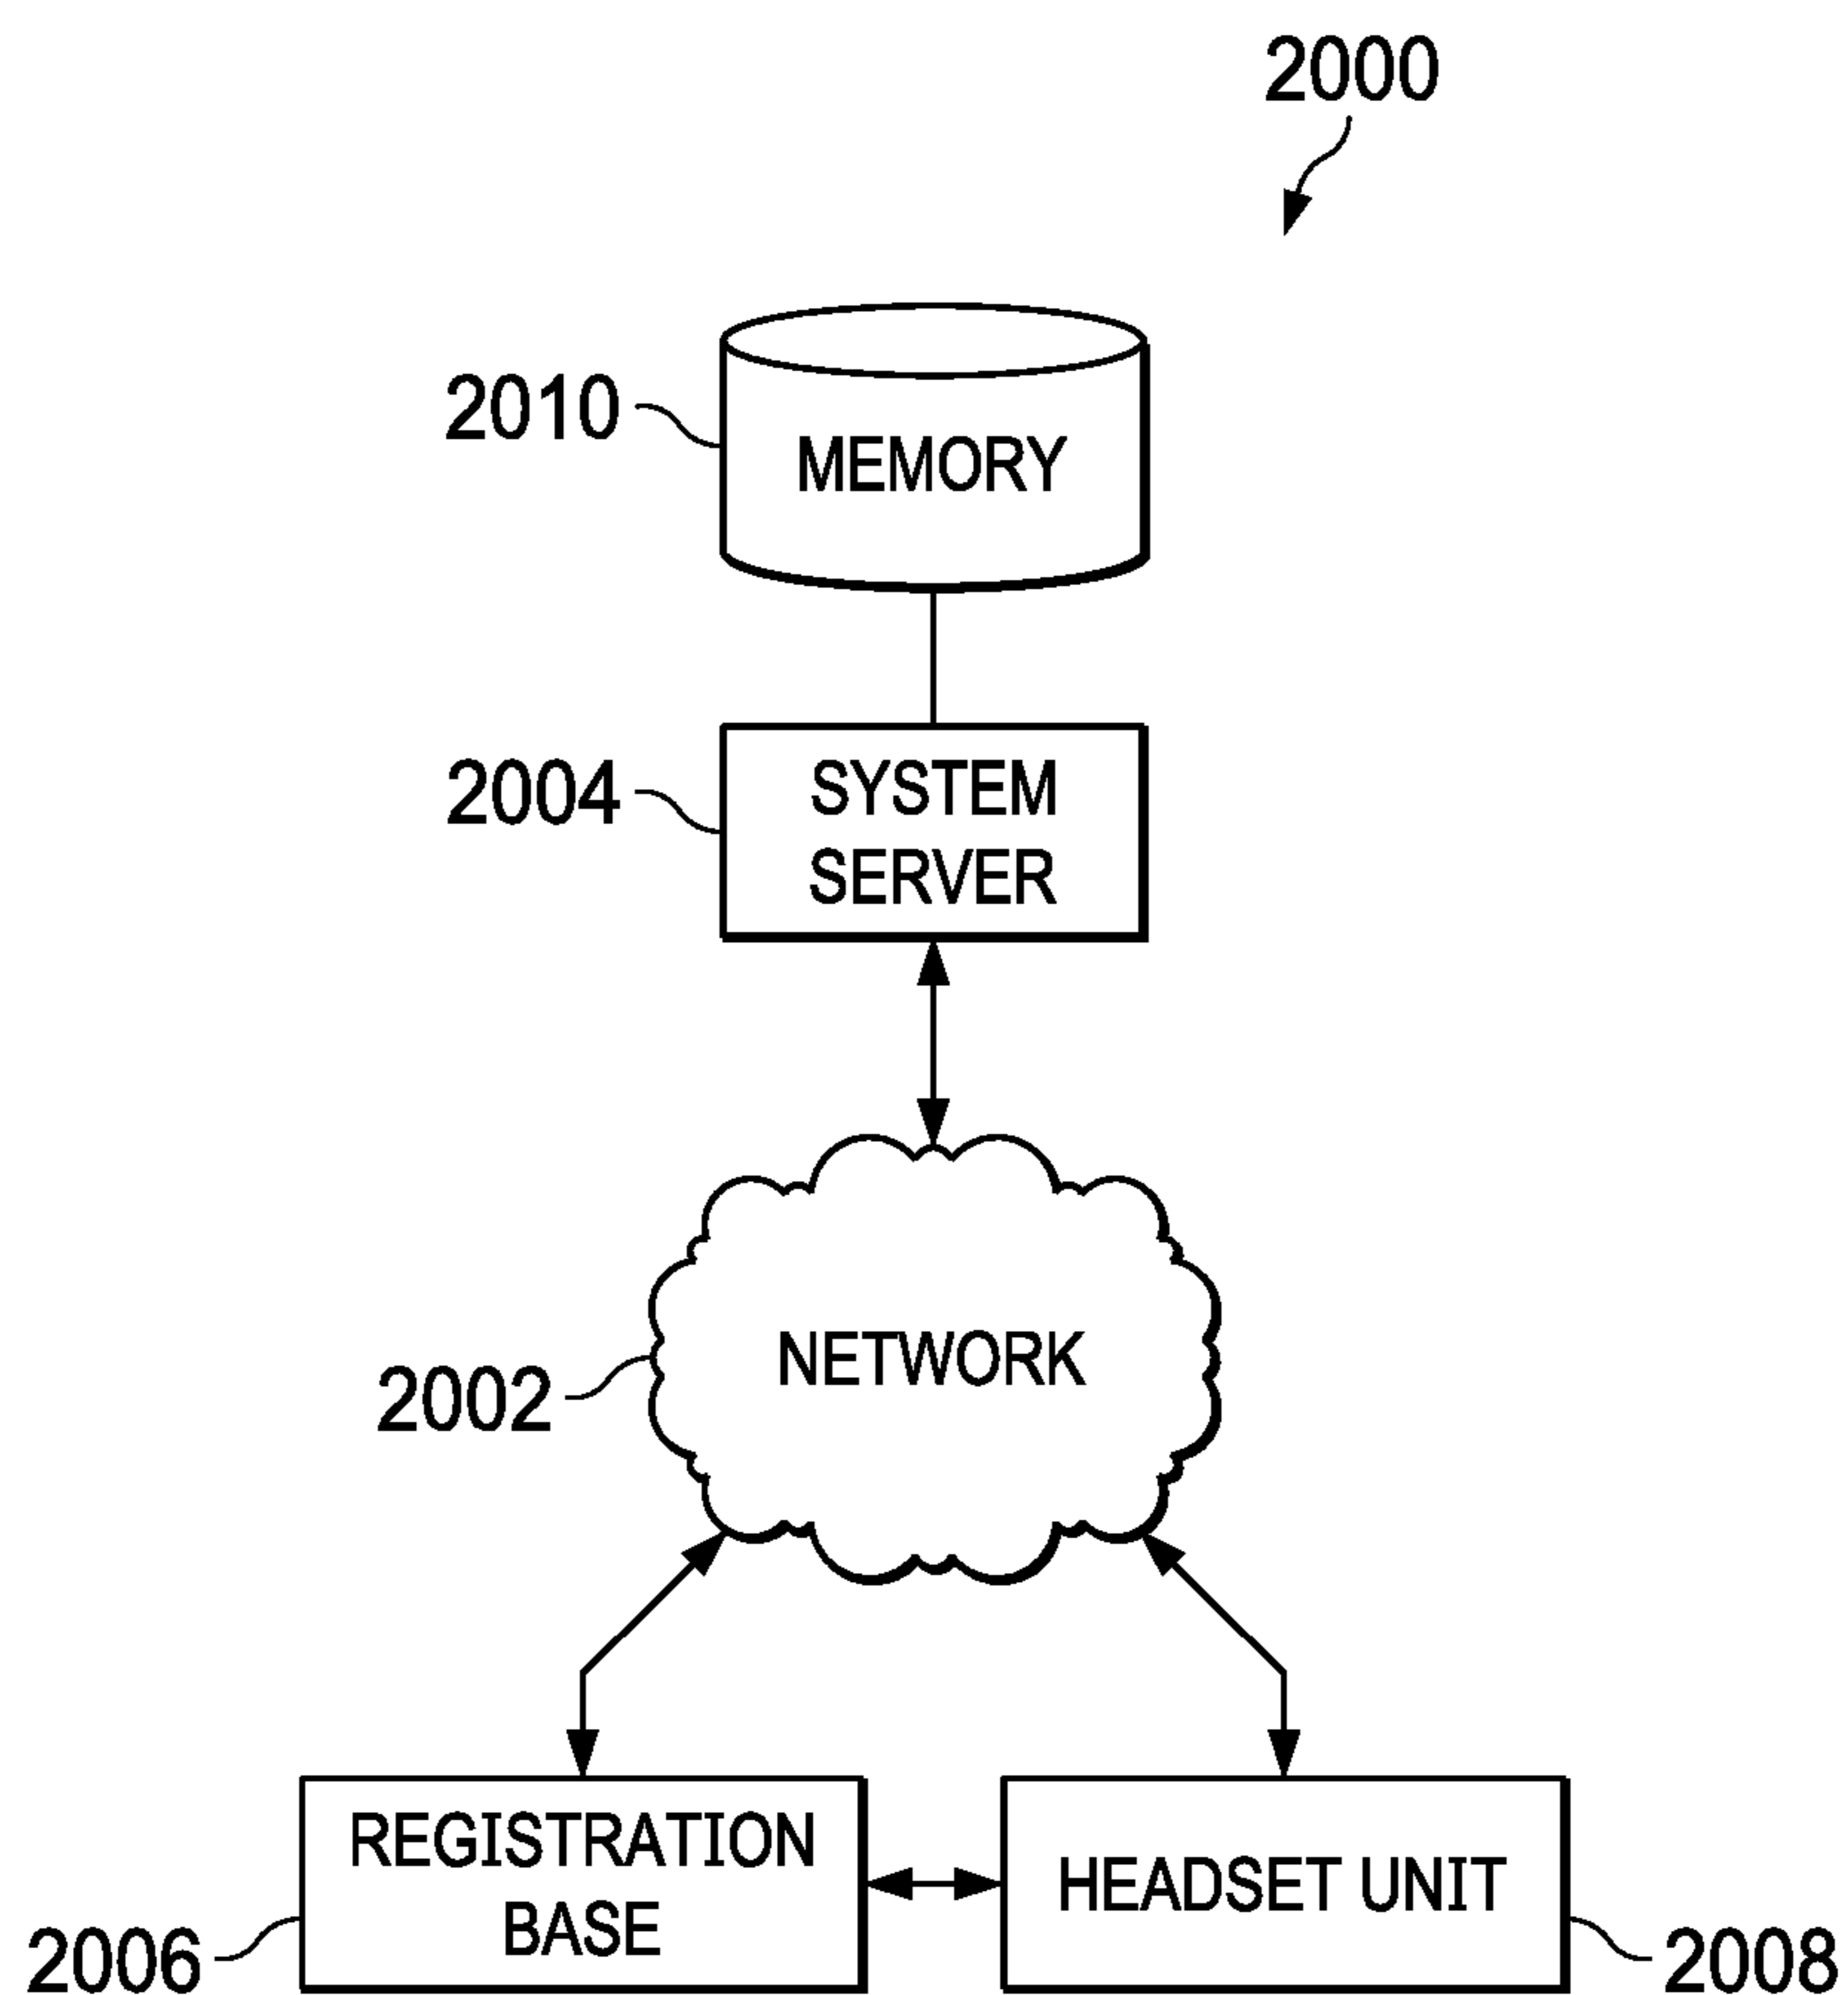 2000
2010
MEMORY
2004
SYSTEM
SERVER
2002
NETWORK
REGISTRATION
BASE
2006
HEADSET UNIT
2008